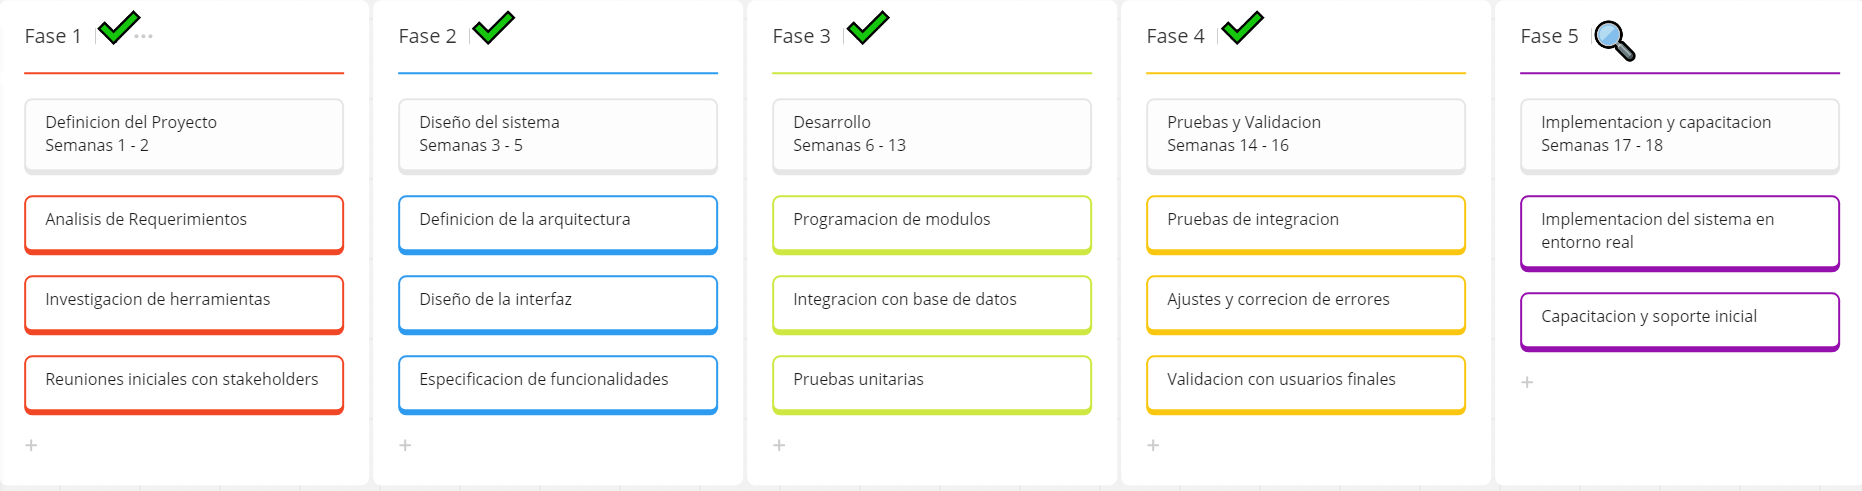 Fase 1
Definicion del Proyecto
Semanas 1 - 2
Analisis de Requerimientos
Investigacion de herramientas
Reuniones iniciales con stakeholders
Fase 2
Diseño del sistema
Semanas 3 - 5
Definicion de la arquitectura
Diseño de la interfaz
Especificacion de funcionalidades
Fase 3
Desarrollo
Semanas 6 - 13
Programacion de modulos
Integracion con base de datos
Pruebas unitarias
Fase 4
Pruebas y Validacion
Semanas 14 - 16
Pruebas de integracion
Ajustes y correcion de errores
Validacion con usuarios finales
Fase 5
Implementacion y capacitacion
Semanas 17 - 18
Implementacion del sistema en
entorno real
Capacitacion y soporte inicial